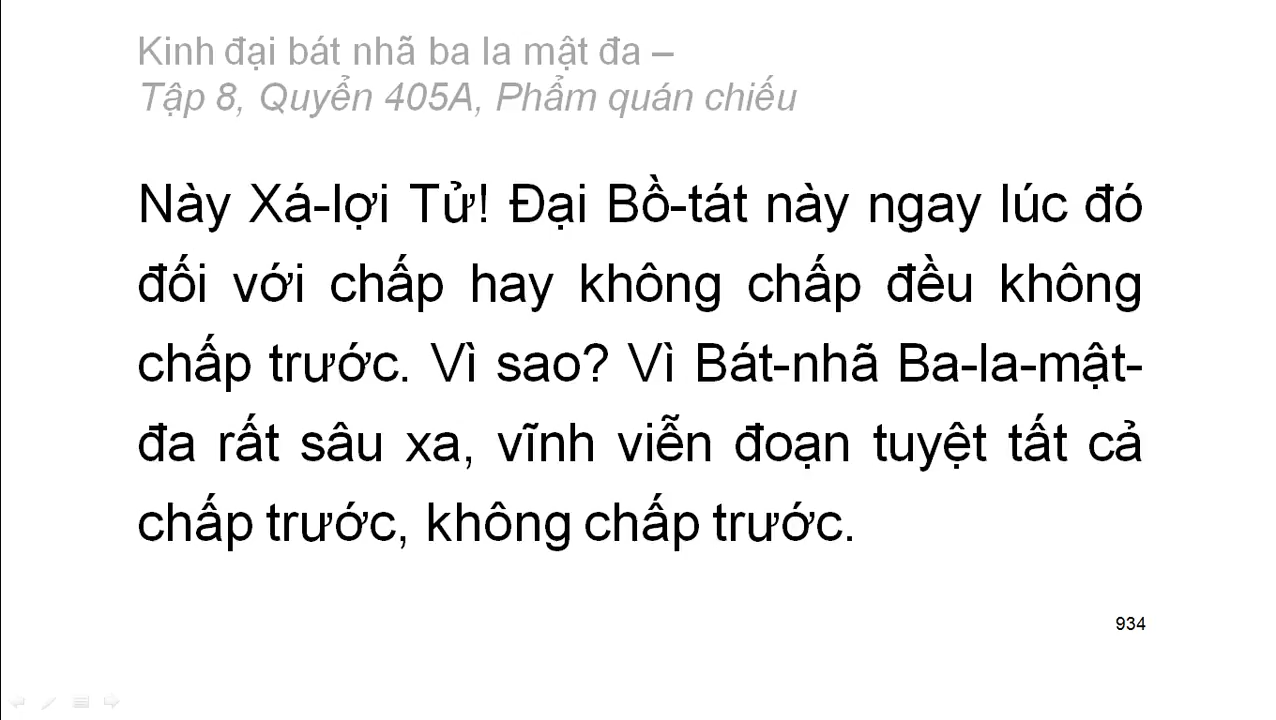 Kinh đại bát nhã ba la mật đa –
Tập 8, Quyển 405A, Phẩm quán chiếu
Này Xá-lợi Tử! Đại Bồ-tát này ngay lúc đó
đối với chấp hay không chấp đều không
chấp trước. Vì sao? Vì Bát-nhã Ba-la-mật-
đa rất sâu xa, vĩnh viễn đoạn tuyệt tất cả
chấp trước, không chấp trước.
934